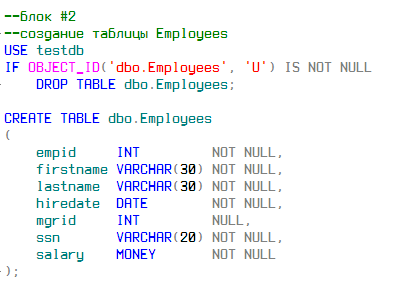 --блок #2
--создание таблицы Employees
USE testdb
IF OBJECT_ID('dbo.Employees', 'U') IS NOT NULL
    DROP TABLE dbo.Employees;

CREATE TABLE dbo.Employees
(
    empid     INT         NOT NULL,
    firstname VARCHAR(30) NOT NULL,
    lastname  VARCHAR(30) NOT NULL,
    hiredate  DATE        NOT NULL,
    mgrid     INT         NULL,
    ssn       VARCHAR(20) NOT NULL,
    salary    MONEY       NOT NULL
);